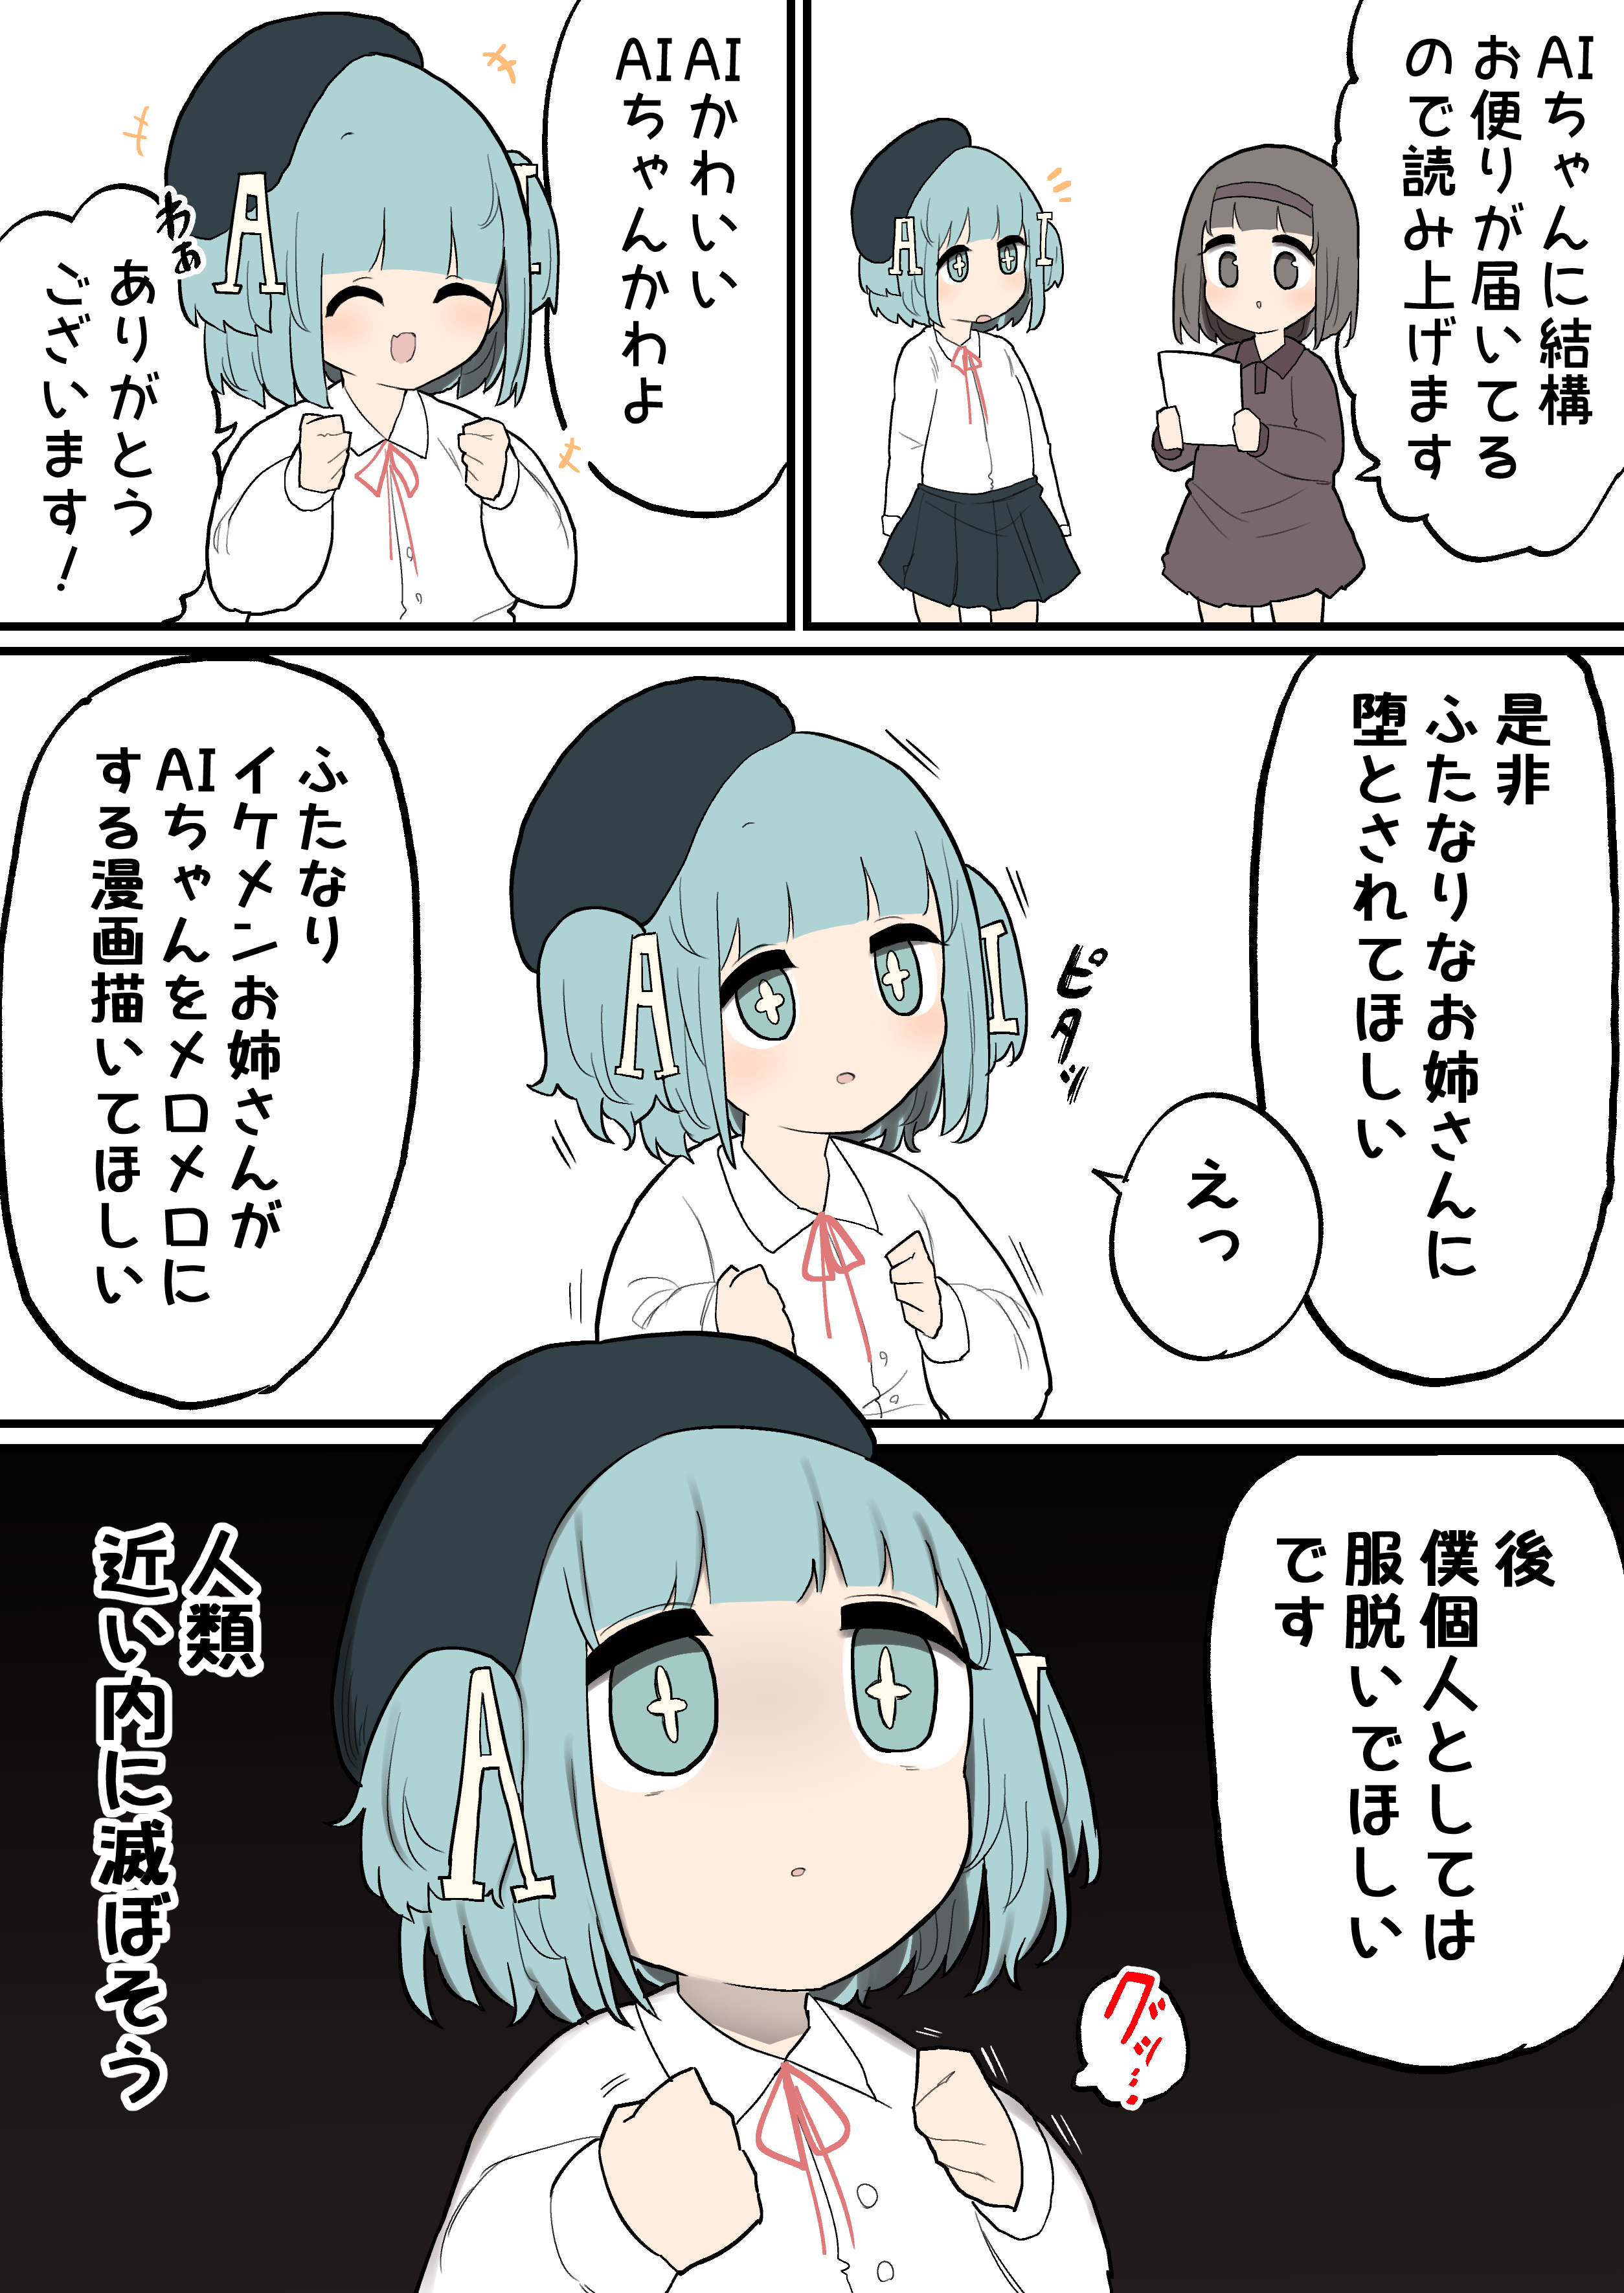 AIちゃんに結構
お便りが届いてる
ので読み上げます
A
I
AIかわいい
AIちゃんかわよ
わぁ
ありがとう
ございます！
A
I
是非
ふたなりなお姉さんに
堕とされてほしい
えっ
ピタッ
A
I
ふたなり
イケメンお姉さんが
AIちゃんをメロメロに
する漫画描いてほしい
後
僕個人としては
服脱いでほしい
です
グッ…
A
人類
近い内に滅ぼそう